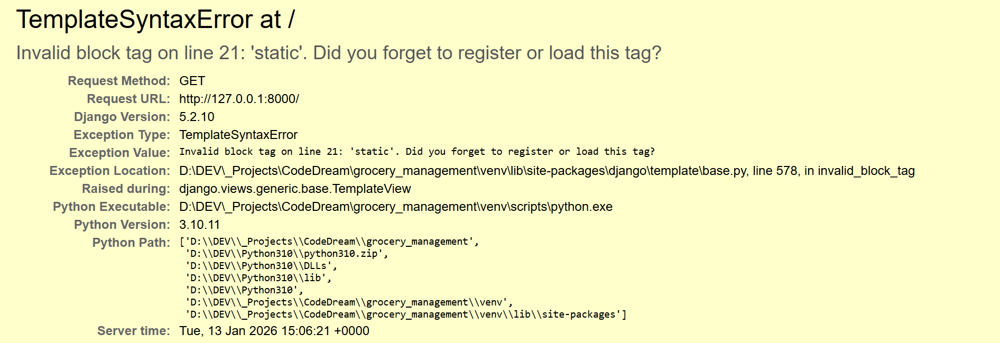 TemplateSyntaxError at /
Invalid block tag on line 21: 'static'. Did you forget to register or load this tag?
Request Method: GET
Request URL: http://127.0.0.1:8000/
Django Version: 5.2.10
Exception Type: TemplateSyntaxError
Exception Value: Invalid block tag on line 21: 'static'. Did you forget to register or load this tag?
Exception Location: D:\DEV\_Projects\CodeDream\grocery_management\venv\lib\site-packages\django\template\base.py, line 578, in invalid_block_tag
Raised during: django.views.generic.base.TemplateView
Python Executable: D:\DEV\_Projects\CodeDream\grocery_management\venv\scripts\python.exe
Python Version: 3.10.11
Python Path: ['D:\\DEV\\_Projects\\CodeDream\\grocery_management',
'D:\\DEV\\Python310\\python310.zip',
'D:\\DEV\\Python310\\DLLs',
'D:\\DEV\\Python310\\lib',
'D:\\DEV\\Python310',
'D:\\DEV\\_Projects\\CodeDream\\grocery_management\\venv',
'D:\\DEV\\_Projects\\CodeDream\\grocery_management\\venv\\lib\\site-packages']
Server time: Tue, 13 Jan 2026 15:06:21 +0000